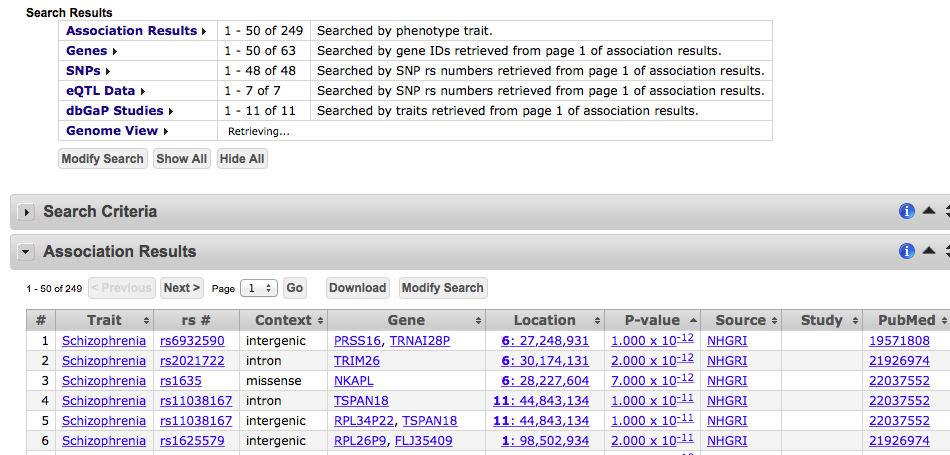 Search Results
Association Results 1 - 50 of 249 Searched by phenotype trait.
Genes 1 - 50 of 63 Searched by gene IDs retrieved from page 1 of association results.
SNPs 1 - 48 of 48 Searched by SNP rs numbers retrieved from page 1 of association results.
eQTL Data 1 - 7 of 7 Searched by SNP rs numbers retrieved from page 1 of association results.
dbGaP Studies 1 - 11 of 11 Searched by traits retrieved from page 1 of association results.
Genome View Retrieving...
Modify Search Show All Hide All
Search Criteria
Association Results
1 - 50 of 249 < Previous Next > Page 1 Go Download Modify Search
# Trait rs # Context Gene Location P-value Source Study PubMed
1 Schizophrenia rs6932590 intergenic PRSS16, TRNAI28P 6: 27,248,931 1.000 x 10-12 NHGRI 19571808
2 Schizophrenia rs2021722 intron TRIM26 6: 30,174,131 2.000 x 10-12 NHGRI 21926974
3 Schizophrenia rs1635 missense NKAPL 6: 28,227,604 7.000 x 10-12 NHGRI 22037552
4 Schizophrenia rs11038167 intron TSPAN18 11: 44,843,134 1.000 x 10-11 NHGRI 22037552
5 Schizophrenia rs11038167 intergenic RPL34P22, TSPAN18 11: 44,843,134 1.000 x 10-11 NHGRI 22037552
6 Schizophrenia rs1625579 intergenic RPL26P9, FLJ35409 1: 98,502,934 2.000 x 10-11 NHGRI 21926974